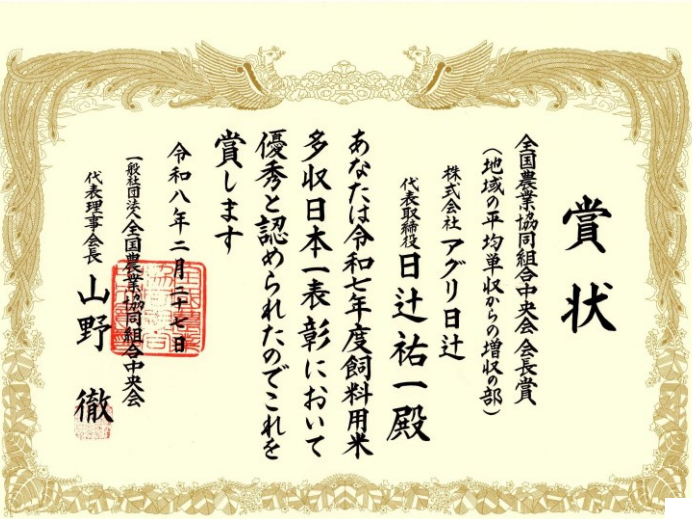 賞状
全国農業協同組合中央会 会長賞
（地域の平均単収からの増収の部）
株式会社 アグリ日辻
代表取締役 日辻祐一殿
あなたは令和七年度飼料用米
多収日本一表彰において
優秀と認められたのでこれを
賞します
令和八年二月二十七日
一般社団法人全国農業協同組合中央会
代表理事会長 山野 徹